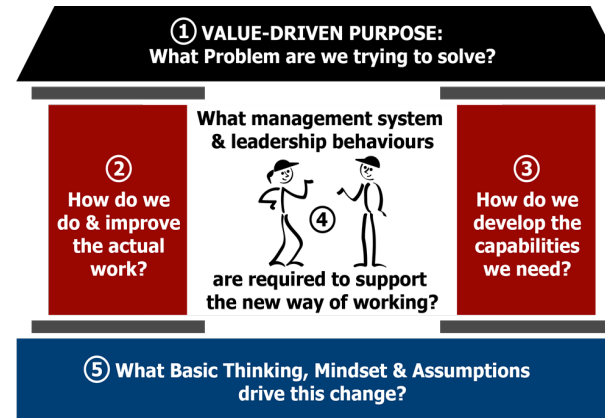 ① VALUE-DRIVEN PURPOSE:
What Problem are we trying to solve?
What management system
& leadership behaviours
②
How do we
do & improve
the actual
work?
④
③
How do we
develop the
capabilities
we need?
are required to support
the new way of working?
⑤ What Basic Thinking, Mindset & Assumptions
drive this change?